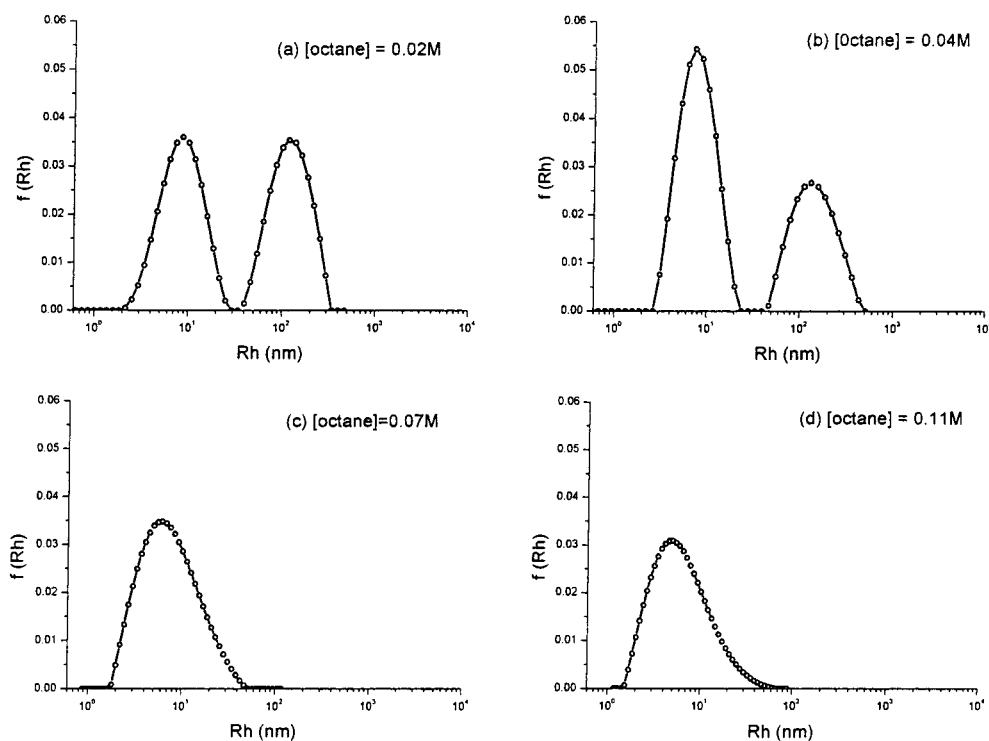 (a) [octane] = 0.02M
0.06
0.05
0.04
0.03
0.02
0.01
0.00
f (Rh)
10⁰ 10¹ 10² 10³ 10⁴
Rh (nm)
(b) [0ctane] = 0.04M
0.06
0.05
0.04
0.03
0.02
0.01
0.00
f (Rh)
10⁰ 10¹ 10² 10³ 10
Rh (nm)
(c) [octane]=0.07M
0.06
0.05
0.04
0.03
0.02
0.01
0.00
f (Rh)
10⁰ 10¹ 10² 10³ 10⁴
Rh (nm)
(d) [octane] = 0.11M
0.06
0.05
0.04
0.03
0.02
0.01
0.00
f (Rh)
10⁰ 10¹ 10² 10³ 10⁴
Rh (nm)